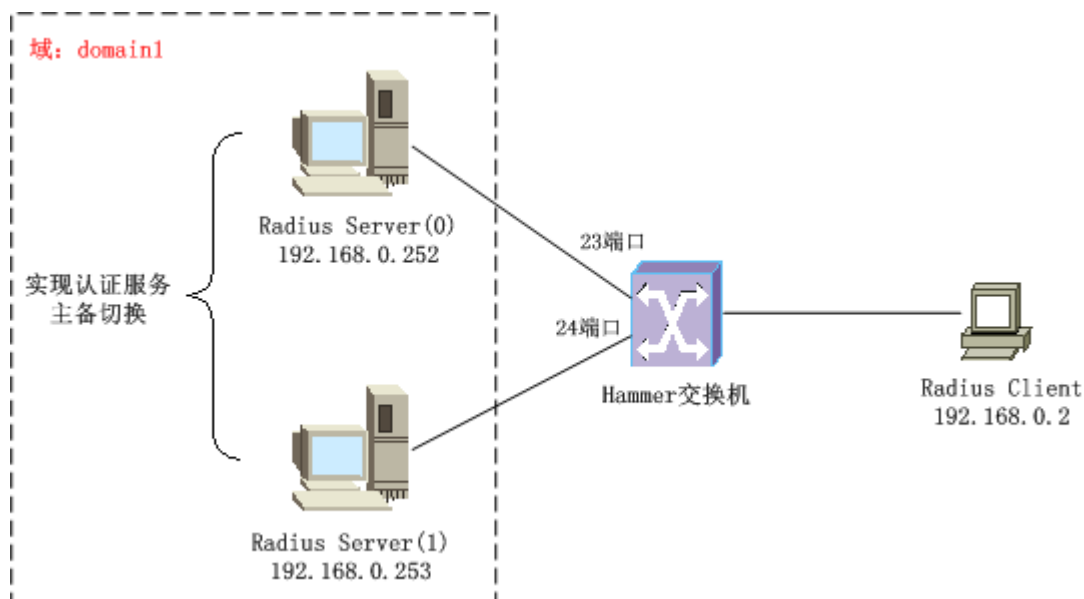 域: domain1
Radius Server(0)
192.168.0.252
实现认证服务
主备切换
23端口
24端口
Hammer交换机
Radius Client
192.168.0.2
Radius Server(1)
192.168.0.253